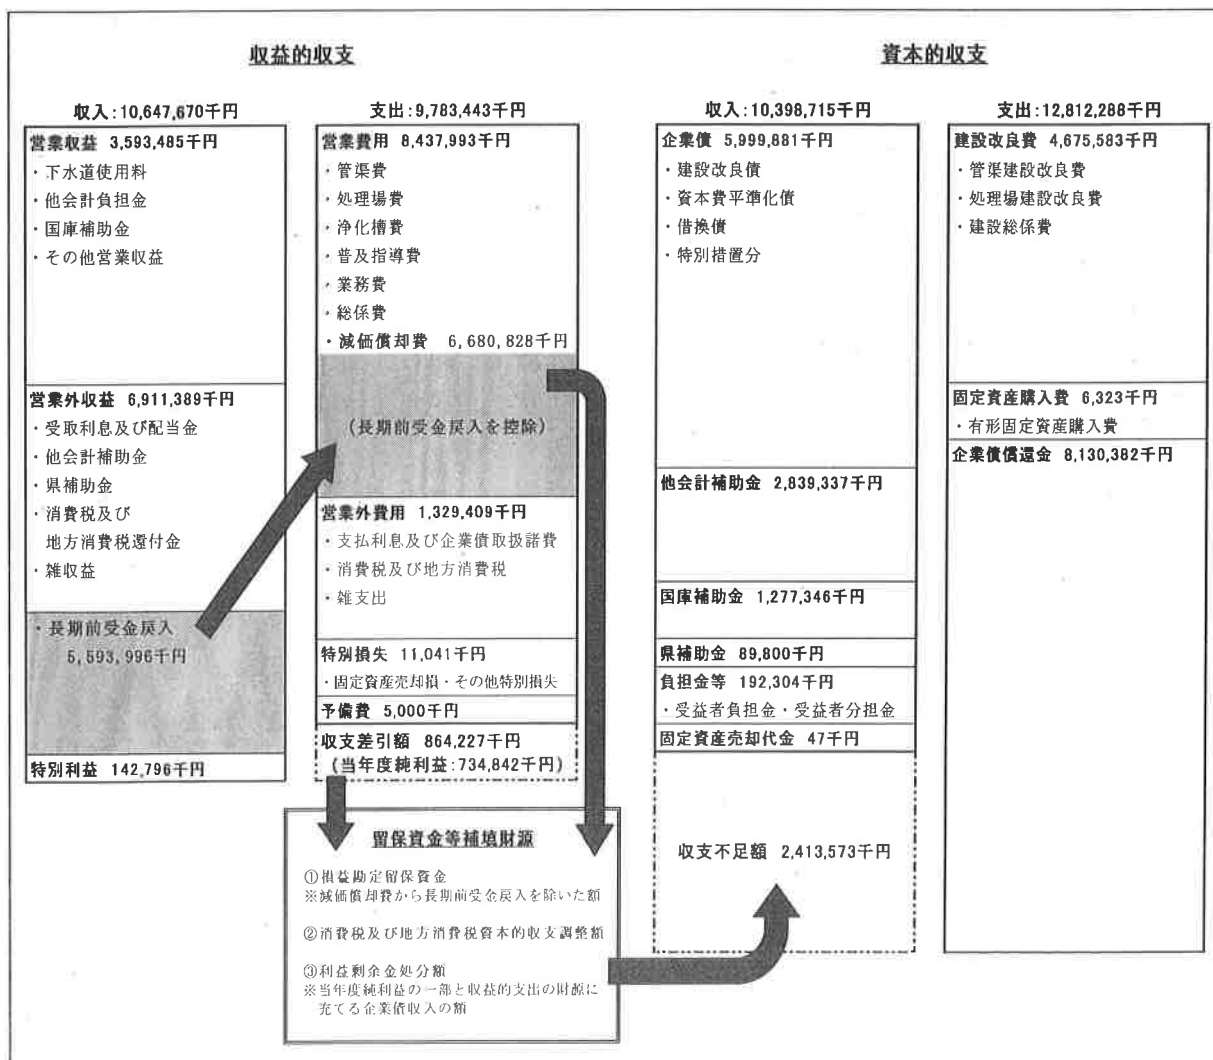 収益的収支
収入：10,647,670千円
営業収益 3,593,485千円
・下水道使用料
・他会計負担金
・国庫補助金
・その他営業収益
営業外収益 6,911,389千円
・受取利息及び配当金
・他会計補助金
・県補助金
・消費税及び
地方消費税還付金
・雑収益
・長期前受金戻入
5,593,996千円
特別利益 142,796千円
支出：9,783,443千円
営業費用 8,437,993千円
・管渠費
・処理場費
・浄化槽費
・普及指導費
・業務費
・総係費
・減価償却費 6,680,828千円
(長期前受金戻入を控除)
営業外費用 1,329,409千円
・支払利息及び企業債取扱諸費
・消費税及び地方消費税
・雑支出
特別損失 11,041千円
・固定資産売却損・その他特別損失
予備費 5,000千円
収支差引額 864,227千円
(当年度純利益：734,842千円)
留保資金等補填財源
①損益勘定留保資金
※減価償却費から長期前受金戻入を除いた額
②消費税及び地方消費税資本的収支調整額
③利益剰余金処分額
※当年度純利益の一部と収益的支出の財源に
充てる企業債収入の額
資本的収支
収入：10,398,715千円
企業債 5,999,881千円
・建設改良債
・資本費平準化債
・借換債
・特別措置分
他会計補助金 2,839,337千円
国庫補助金 1,277,346千円
県補助金 89,800千円
負担金等 192,304千円
・受益者負担金・受益者分担金
固定資産売却代金 47千円
収支不足額 2,413,573千円
支出：12,812,288千円
建設改良費 4,675,583千円
・管渠建設改良費
・処理場建設改良費
・建設総係費
固定資産購入費 6,323千円
・有形固定資産購入費
企業債償還金 8,130,382千円